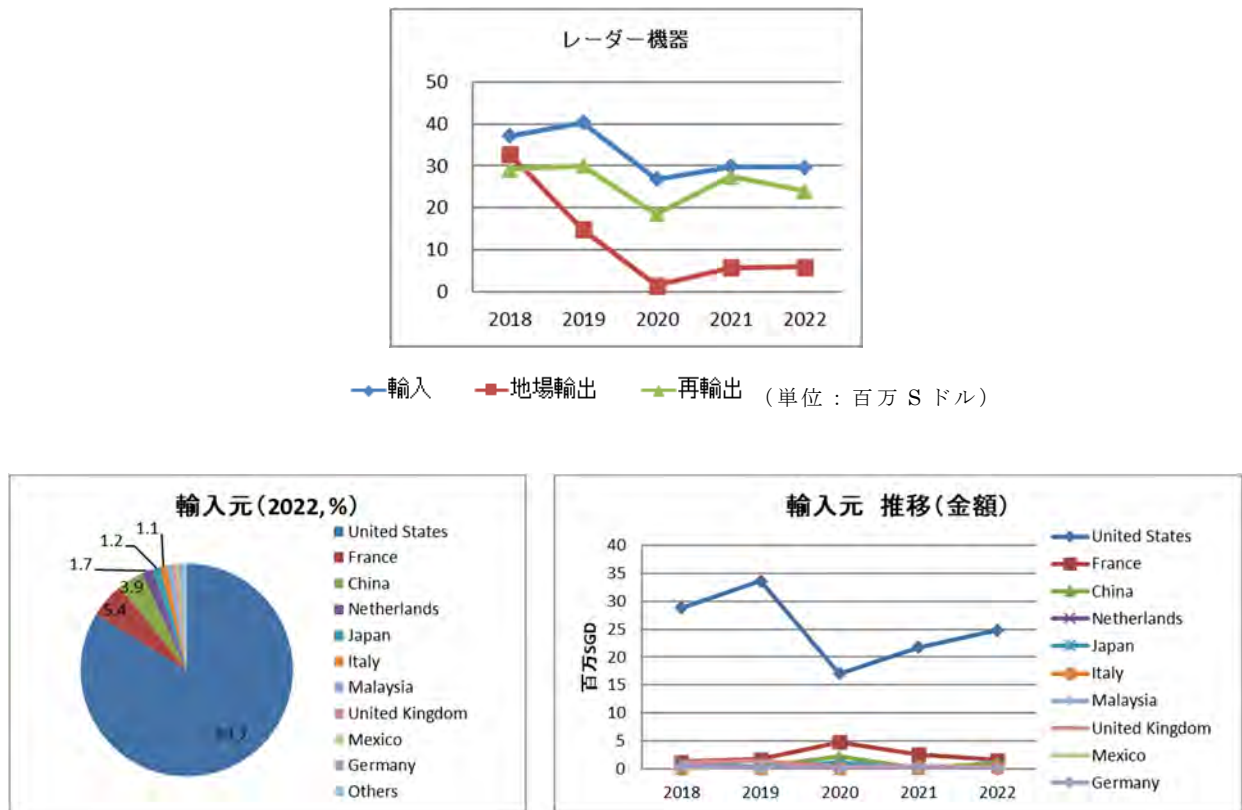 レーダー機器
50
40
30
20
10
0
2018 2019 2020 2021 2022
輸入 地場輸出 再輸出 (単位:百万Sドル)
輸入元(2022,%)
1.1
1.2
1.7
3.9
5.4
United States
France
China
Netherlands
Japan
Italy
Malaysia
United Kingdom
Mexico
Germany
Others
輸入元 推移(金額)
百万SGD
40
35
30
25
20
15
10
5
0
2018 2019 2020 2021 2022
United States
France
China
Netherlands
Japan
Italy
Malaysia
United Kingdom
Mexico
Germany